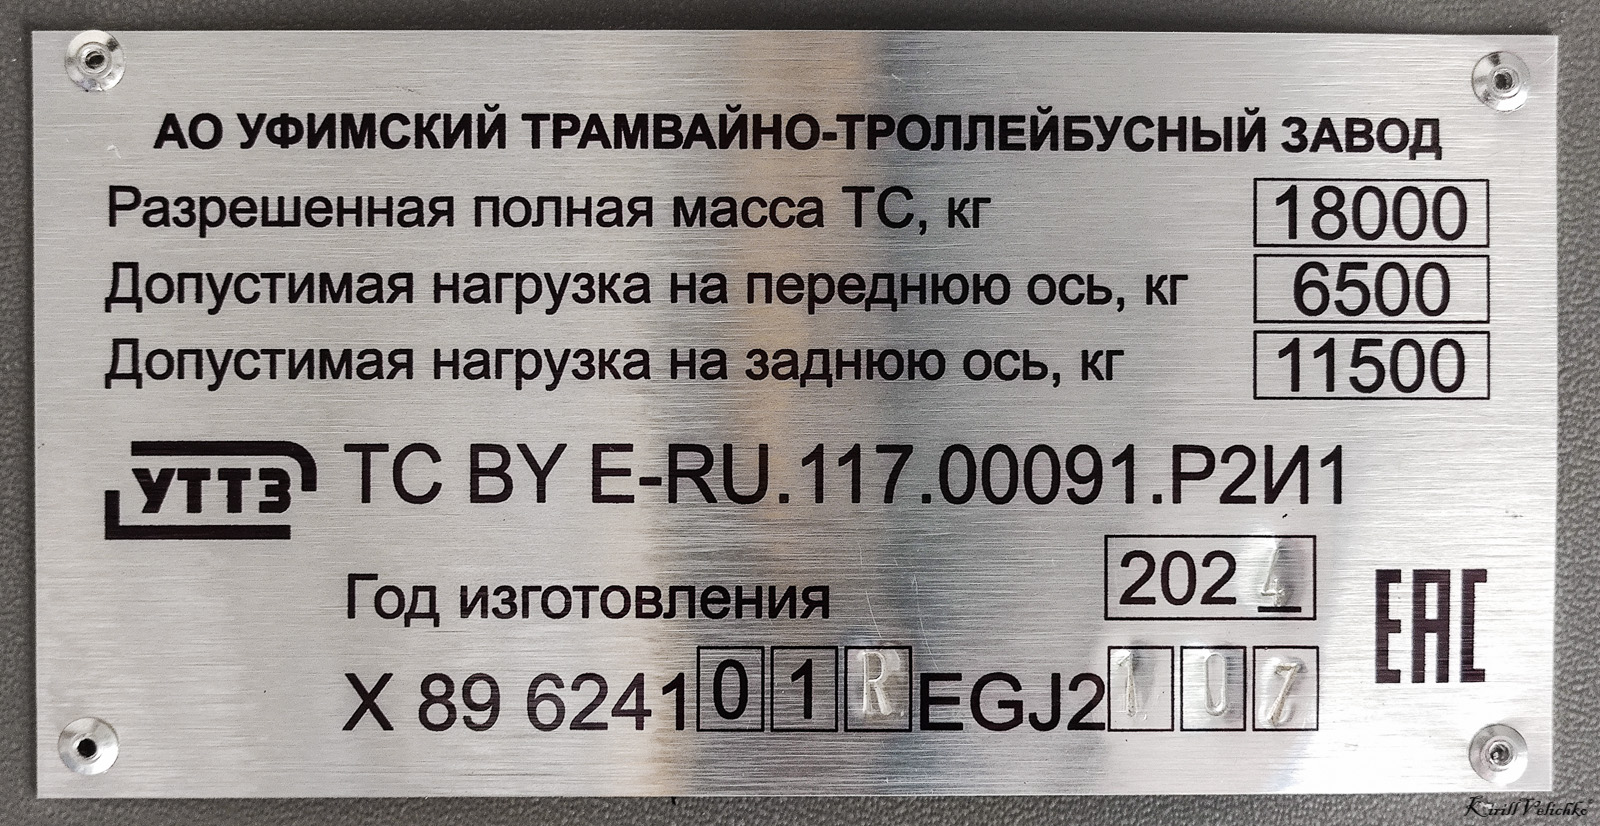 АО УФИМСКИЙ ТРАМВАЙНО-ТРОЛЛЕЙБУСНЫЙ ЗАВОД
Разрешенная полная масса ТС, кг 18000
Допустимая нагрузка на переднюю ось, кг 6500
Допустимая нагрузка на заднюю ось, кг 11500
УТТЗ ТС BY E-RU.117.00091.Р2И1
Год изготовления 2024
EAC
X 89 624101REGJ2107
Kirill Velichko